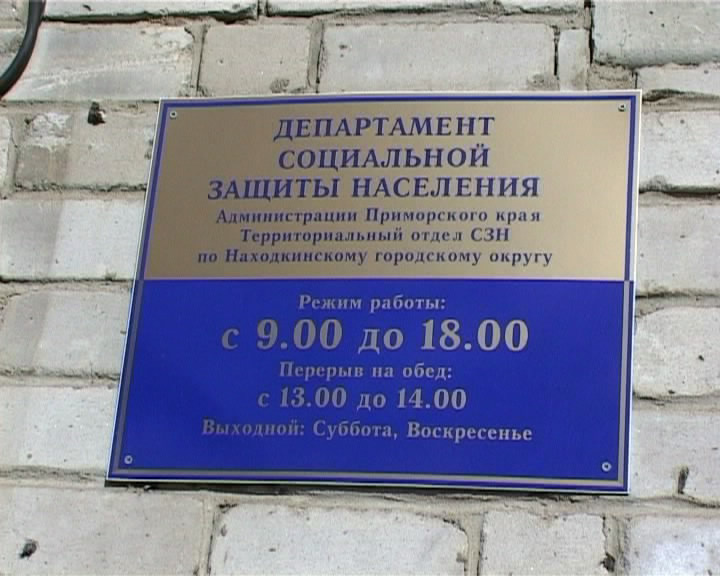 ДЕПАРТАМЕНТ
СОЦИАЛЬНОЙ
ЗАЩИТЫ НАСЕЛЕНИЯ
Администрации Приморского края
Территориальный отдел СЗН
по Находкинскому городскому округу
Режим работы:
с 9.00 до 18.00
Перерыв на обед:
с 13.00 до 14.00
Выходной: Суббота, Воскресенье